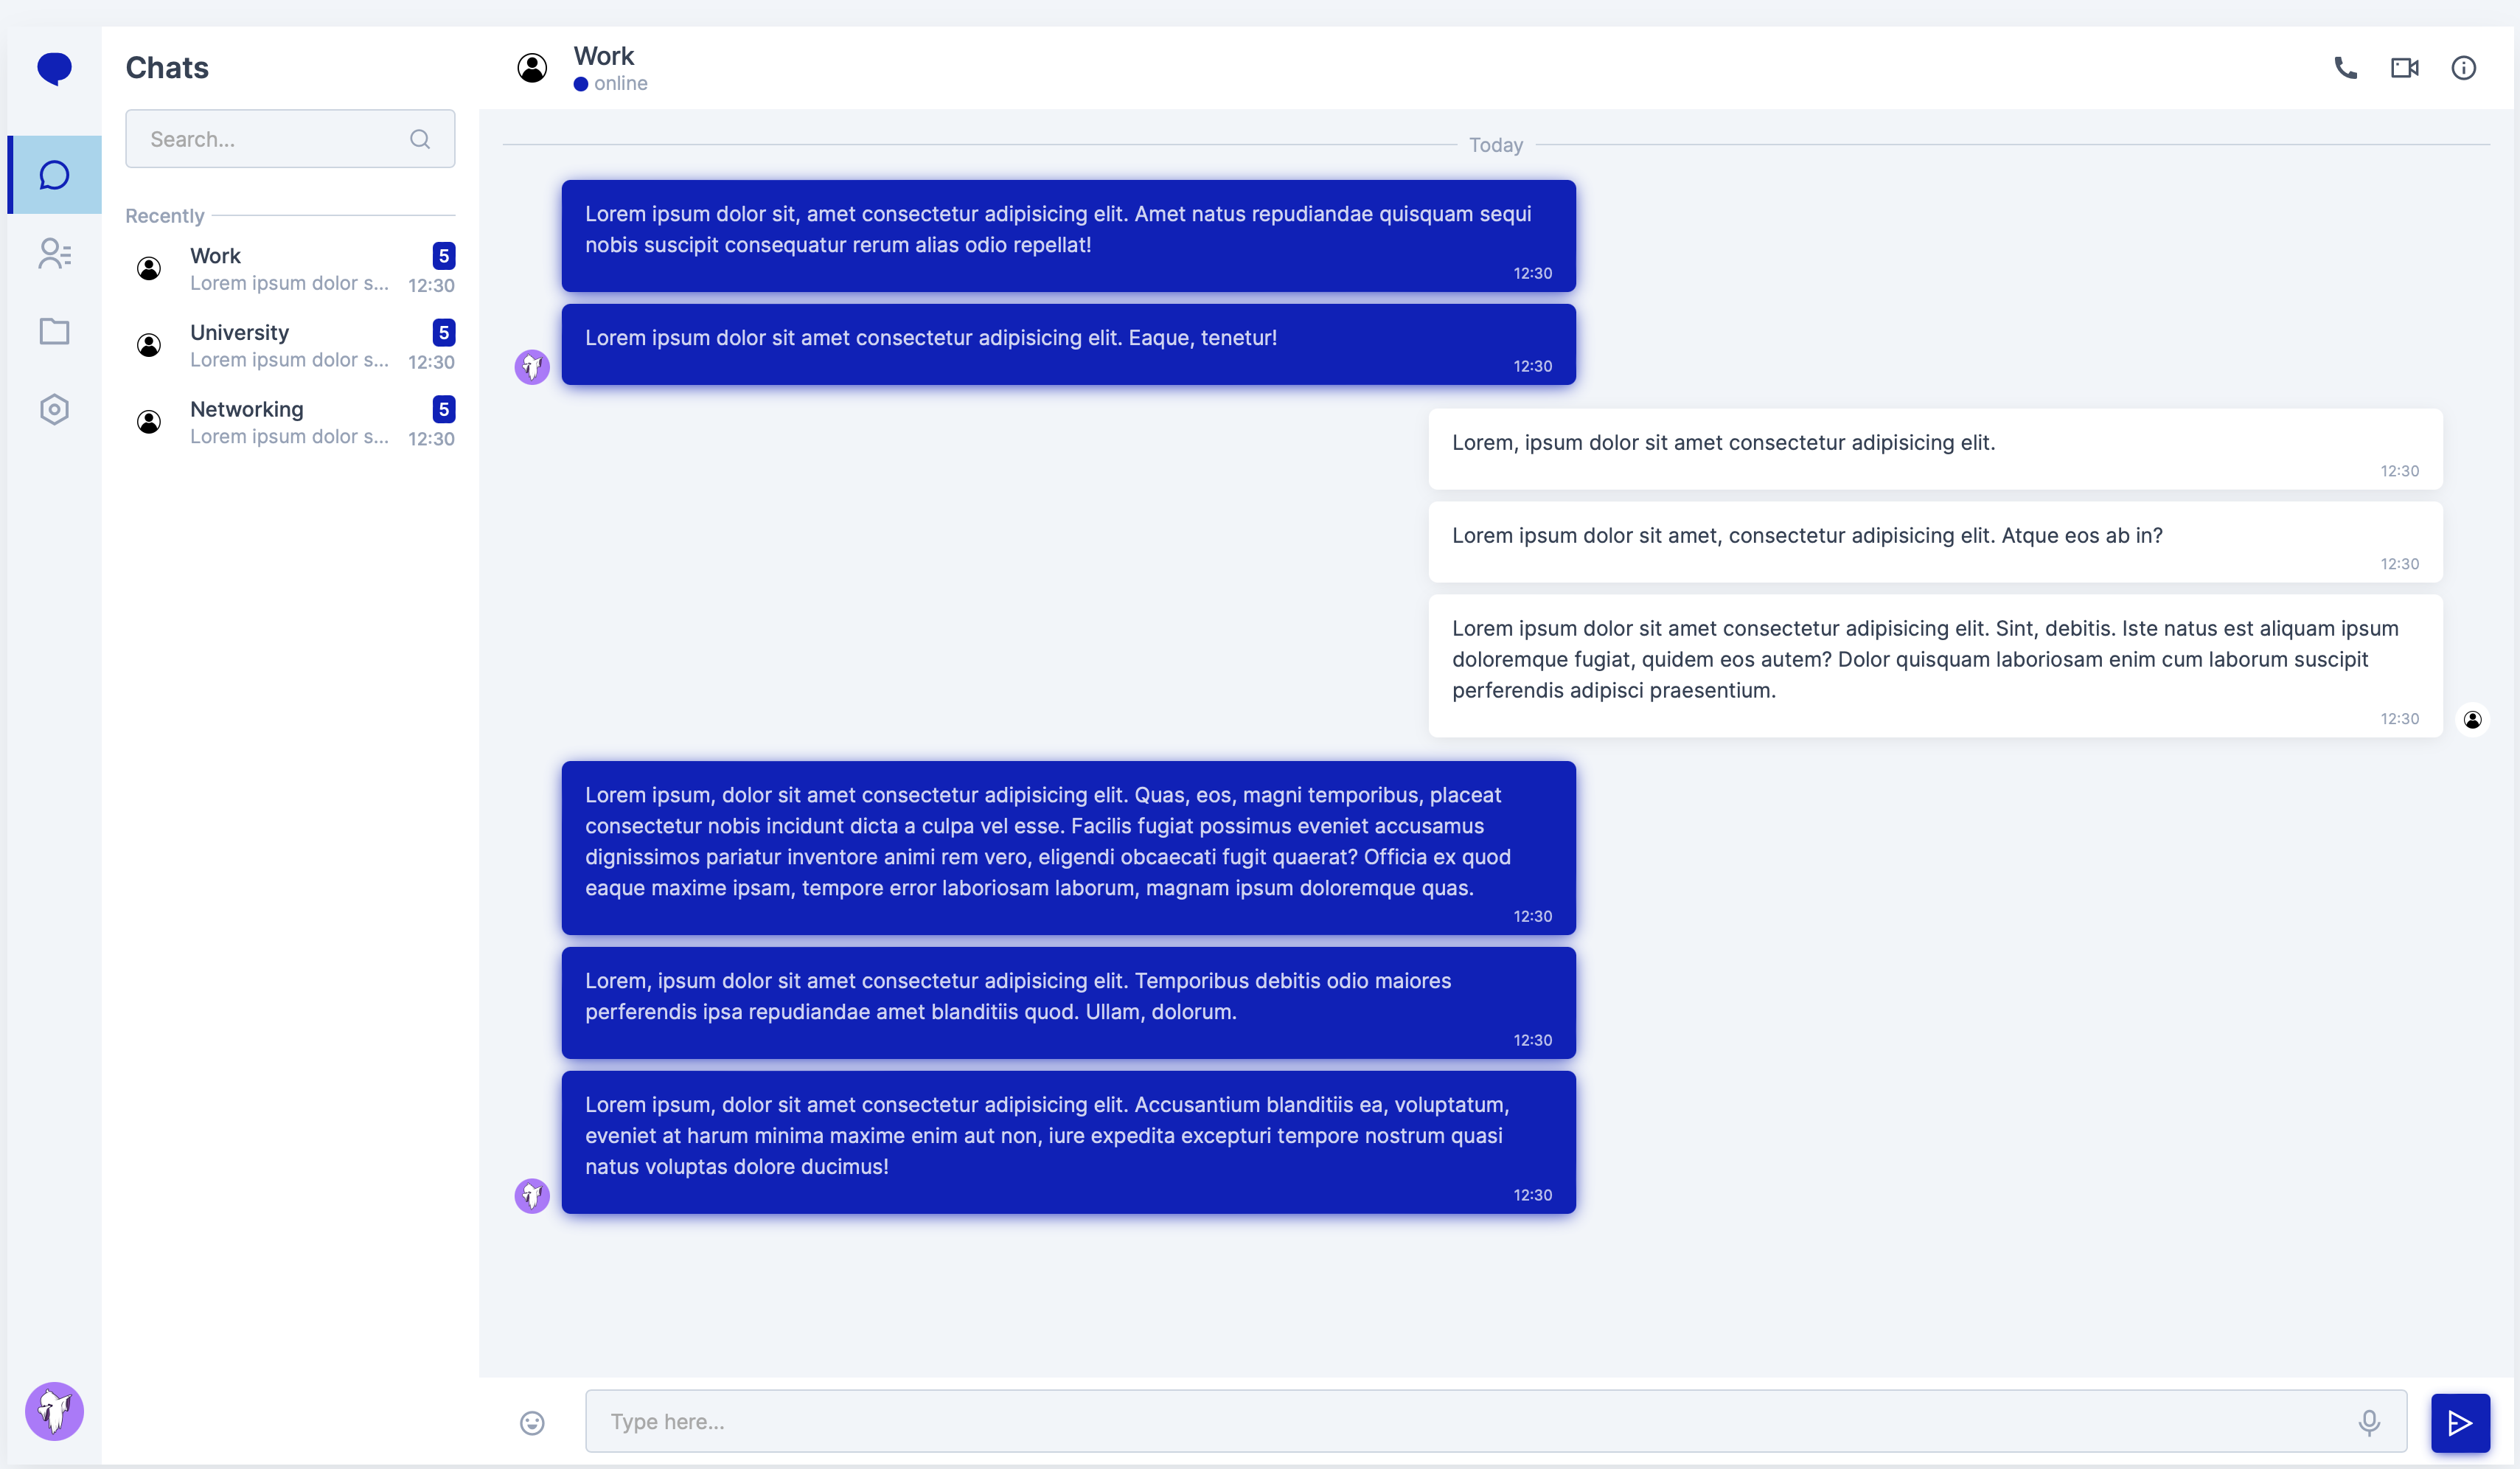 Chats
Search...
Recently
Work
5
Lorem ipsum dolor s...
12:30
University
5
Lorem ipsum dolor s...
12:30
Networking
5
Lorem ipsum dolor s...
12:30
Work
online
Today
Lorem ipsum dolor sit, amet consectetur adipisicing elit. Amet natus repudiandae quisquam sequi
nobis suscipit consequatur rerum alias odio repellat!
12:30
Lorem ipsum dolor sit amet consectetur adipisicing elit. Eaque, tenetur!
12:30
Lorem, ipsum dolor sit amet consectetur adipisicing elit.
12:30
Lorem ipsum dolor sit amet, consectetur adipisicing elit. Atque eos ab in?
12:30
Lorem ipsum dolor sit amet consectetur adipisicing elit. Sint, debitis. Iste natus est aliquam ipsum
doloremque fugiat, quidem eos autem? Dolor quisquam laboriosam enim cum laborum suscipit
perferendis adipisci praesentium.
12:30
Lorem ipsum, dolor sit amet consectetur adipisicing elit. Quas, eos, magni temporibus, placeat
consectetur nobis incidunt dicta a culpa vel esse. Facilis fugiat possimus eveniet accusamus
dignissimos pariatur inventore animi rem vero, eligendi obcaecati fugit quaerat? Officia ex quod
eaque maxime ipsam, tempore error laboriosam laborum, magnam ipsum doloremque quas.
12:30
Lorem, ipsum dolor sit amet consectetur adipisicing elit. Temporibus debitis odio maiores
perferendis ipsa repudiandae amet blanditiis quod. Ullam, dolorum.
12:30
Lorem ipsum, dolor sit amet consectetur adipisicing elit. Accusantium blanditiis ea, voluptatum,
eveniet at harum minima maxime enim aut non, iure expedita excepturi tempore nostrum quasi
natus voluptas dolore ducimus!
12:30
Type here...